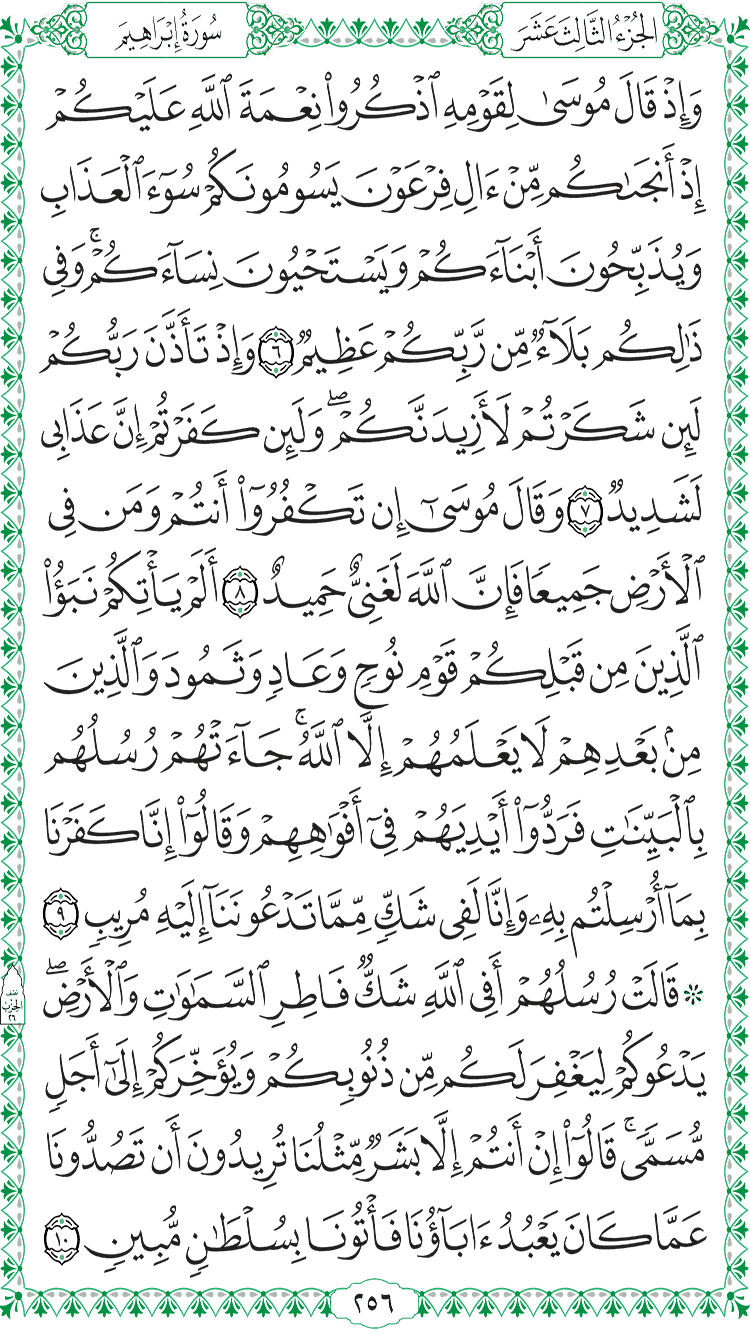 الجُزْءُ الثَّالِثَ عَشَرَ
سُورَةُ إِبْرَاهِيم
وَإِذْ قَالَ مُوسَىٰ لِقَوْمِهِ ٱذْكُرُواْ نِعْمَةَ ٱللَّهِ عَلَيْكُمْ
إِذْ أَنجَىٰكُم مِّنْ ءَالِ فِرْعَوْنَ يَسُومُونَكُمْ سُوٓءَ ٱلْعَذَابِ
وَيُذَبِّحُونَ أَبْنَآءَكُمْ وَيَسْتَحْيُونَ نِسَآءَكُمْۚ وَفِى
ذَٰلِكُم بَلَآءٌ مِّن رَّبِّكُمْ عَظِيمٌ ٦ وَإِذْ تَأَذَّنَ رَبُّكُمْ
لَئِن شَكَرْتُمْ لَأَزِيدَنَّكُمْۖ وَلَئِن كَفَرْتُمْ إِنَّ عَذَابِى
لَشَدِيدٌ ٧ وَقَالَ مُوسَىٰٓ إِن تَكْفُرُوٓاْ أَنتُمْ وَمَن فِى
ٱلْأَرْضِ جَمِيعًا فَإِنَّ ٱللَّهَ لَغَنِىٌّ حَمِيدٌ ٨ أَلَمْ يَأْتِكُمْ نَبَؤُاْ
ٱلَّذِينَ مِن قَبْلِكُمْ قَوْمِ نُوحٍ وَعَادٍ وَثَمُودَ وَٱلَّذِينَ
مِنۢ بَعْدِهِمْ لَا يَعْلَمُهُمْ إِلَّا ٱللَّهُۚ جَآءَتْهُمْ رُسُلُهُم
بِٱلْبَيِّنَٰتِ فَرَدُّوٓاْ أَيْدِيَهُمْ فِىٓ أَفْوَٰهِهِمْ وَقَالُوٓاْ إِنَّا كَفَرْنَا
بِمَآ أُرْسِلْتُم بِهِۦ وَإِنَّا لَفِى شَكٍّ مِّمَّا تَدْعُونَنَآ إِلَيْهِ مُرِيبٍ ٩
۞ قَالَتْ رُسُلُهُمْ أَفِى ٱللَّهِ شَكٌّ فَاطِرِ ٱلسَّمَٰوَٰتِ وَٱلْأَرْضِۖ
يَدْعُوكُمْ لِيَغْفِرَ لَكُم مِّن ذُنُوبِكُمْ وَيُؤَخِّرَكُمْ إِلَىٰٓ أَجَلٍ
مُّسَمًّىۚ قَالُوٓاْ إِنْ أَنتُمْ إِلَّا بَشَرٌ مِّثْلُنَا تُرِيدُونَ أَن تَصُدُّونَا
عَمَّا كَانَ يَعْبُدُ ءَابَآؤُنَا فَأْتُونَا بِسُلْطَٰنٍ مُّبِينٍ ١٠
نصف
الحزب
٢٦
٢٥٦